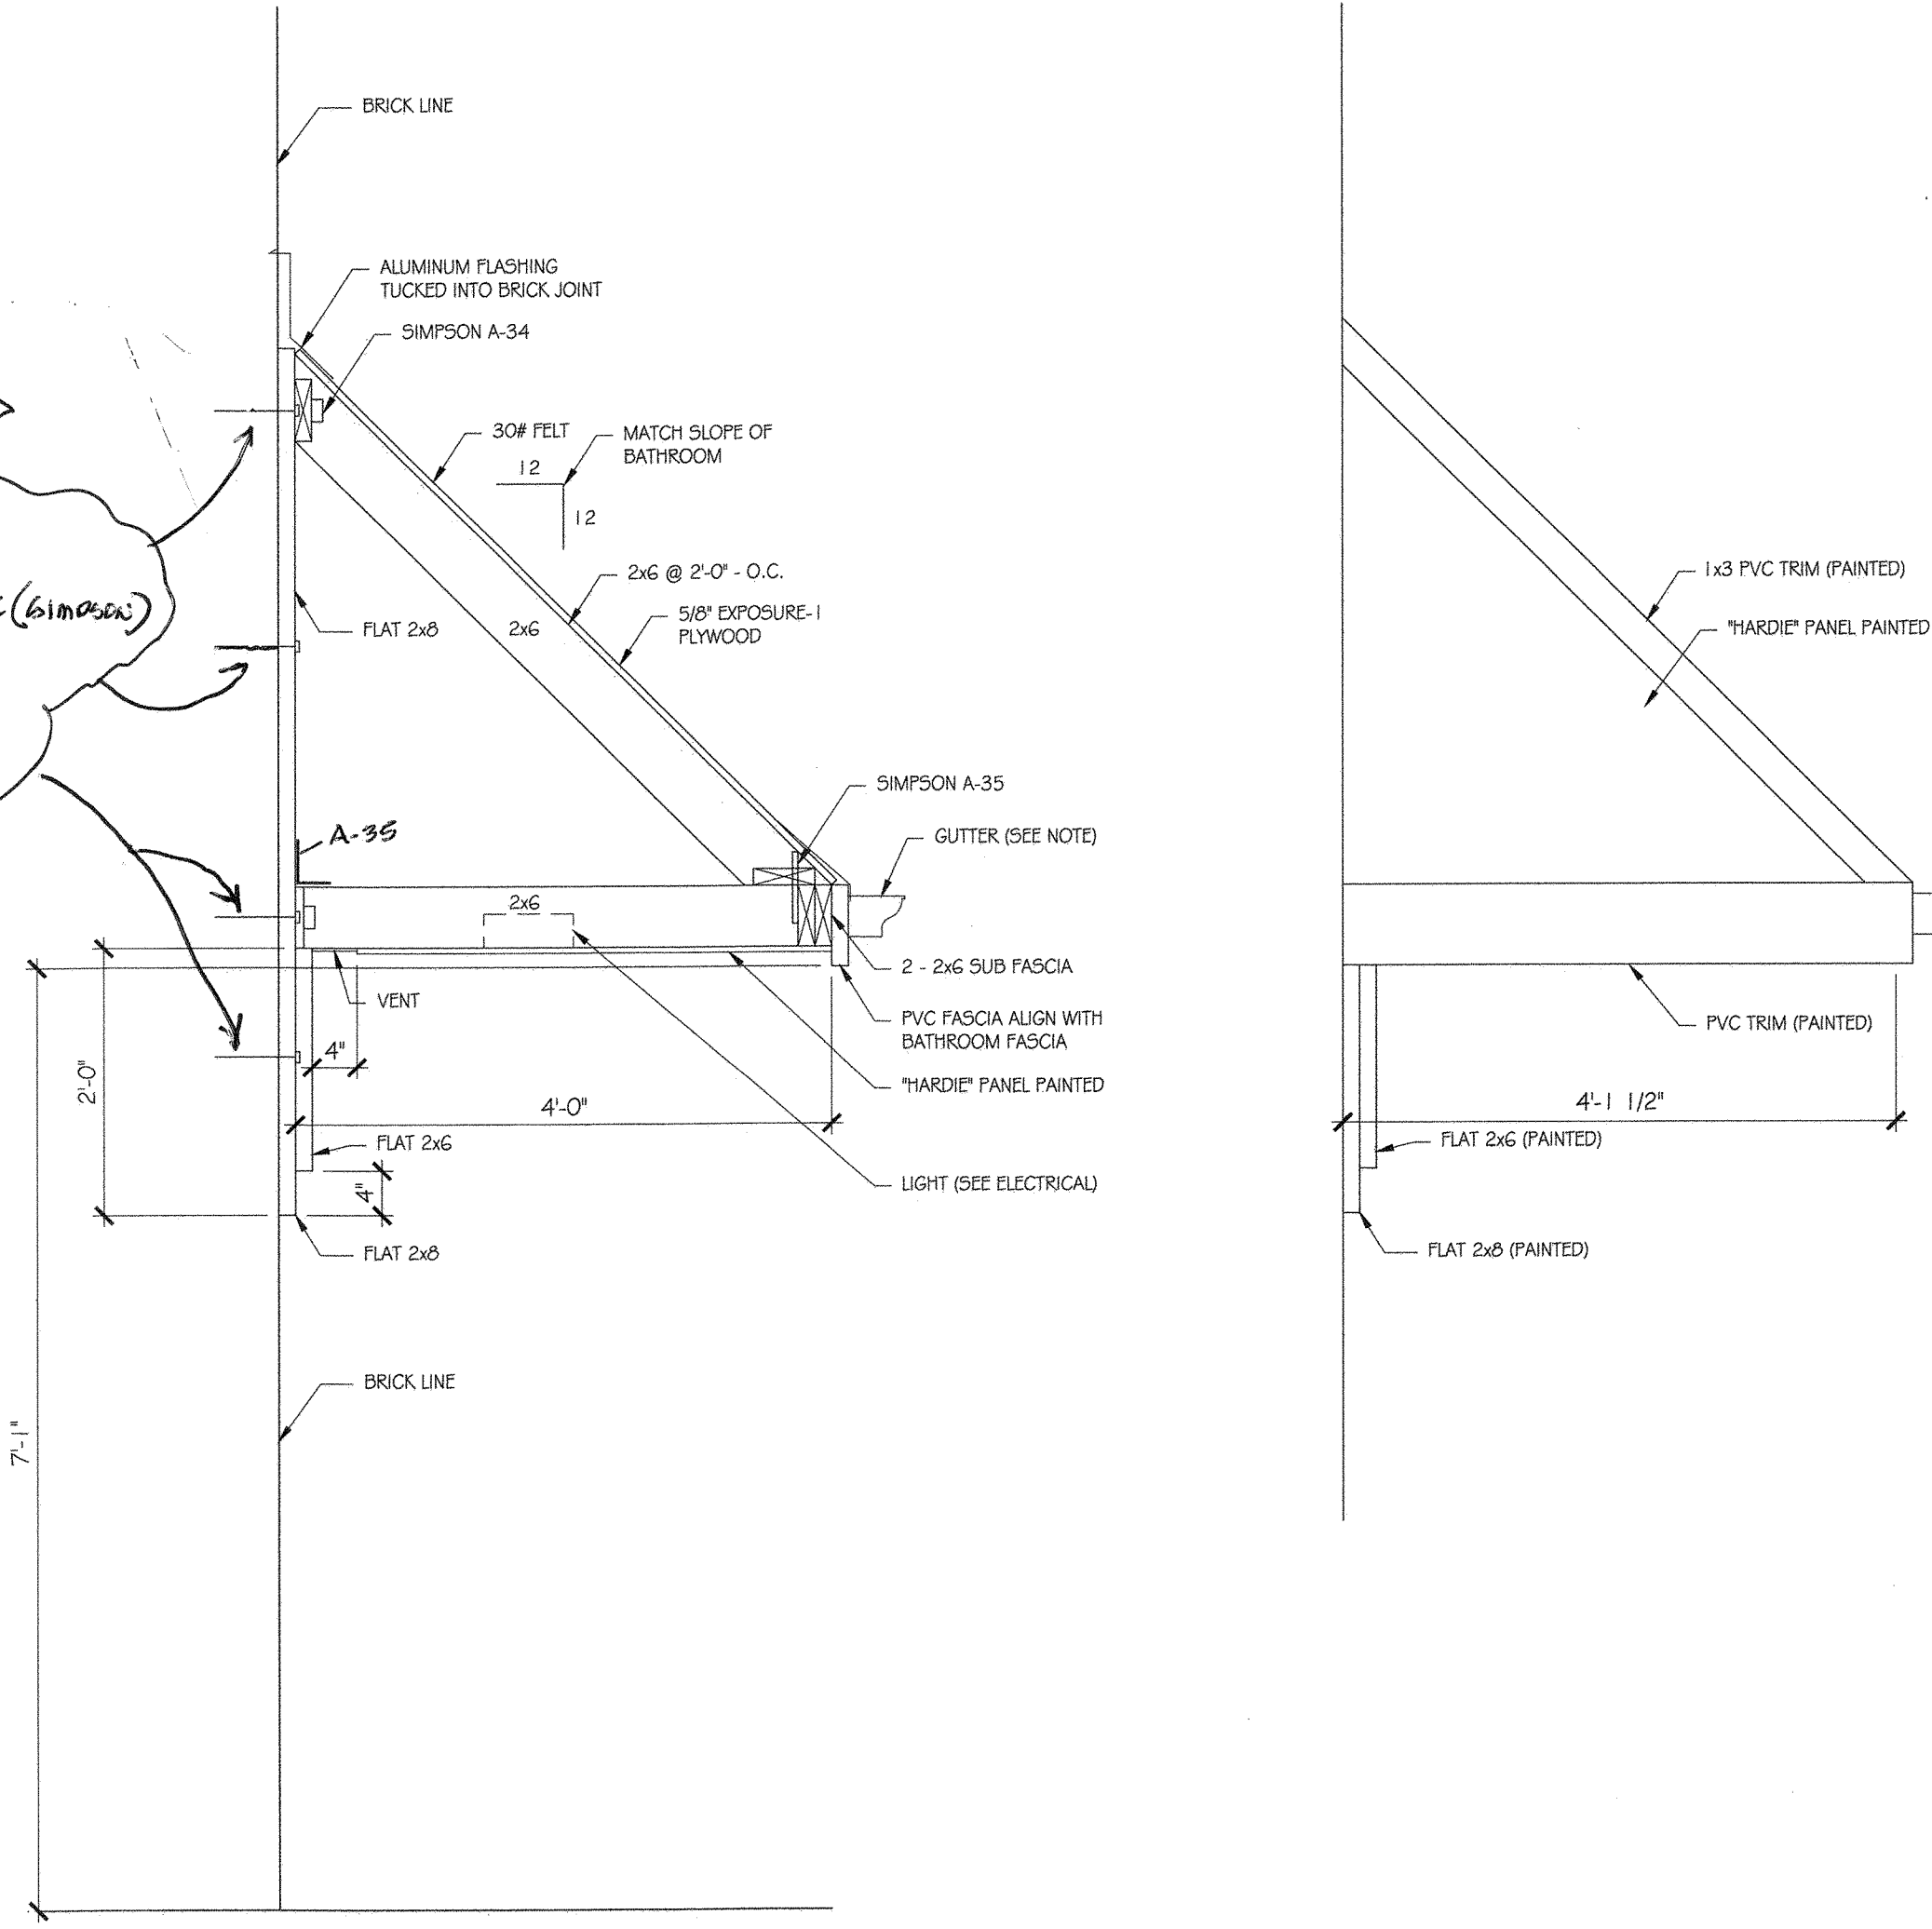 BRICK LINE
ALUMINUM FLASHING
TUCKED INTO BRICK JOINT
SIMPSON A-34
30# FELT
MATCH SLOPE OF
BATHROOM
12
12
2x6 @ 2'-0" - O.C.
5/8" EXPOSURE-1
PLYWOOD
(SIMPSON)
FLAT 2x8
2x6
SIMPSON A-35
A-35
GUTTER (SEE NOTE)
2x6
2 - 2x6 SUB FASCIA
VENT
PVC FASCIA ALIGN WITH
BATHROOM FASCIA
4"
2'-0"
"HARDIE" PANEL PAINTED
4'-0"
FLAT 2x6
4"
LIGHT (SEE ELECTRICAL)
FLAT 2x8
BRICK LINE
7'-1"
1x3 PVC TRIM (PAINTED)
"HARDIE" PANEL PAINTED
PVC TRIM (PAINTED)
4'-1 1/2"
FLAT 2x6 (PAINTED)
FLAT 2x8 (PAINTED)